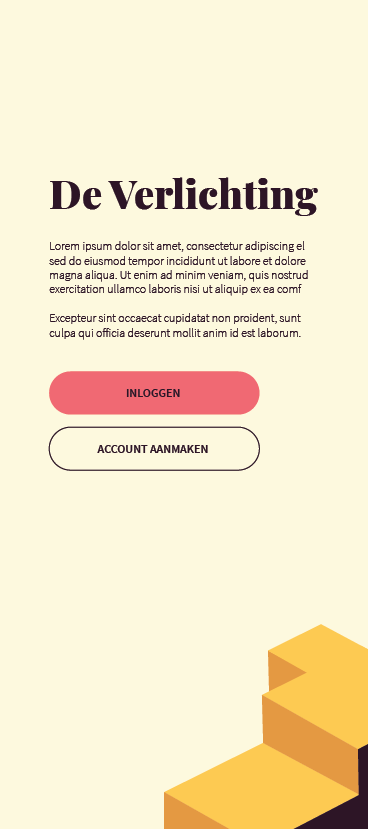 De Verlichting
Lorem ipsum dolor sit amet, consectetur adipiscing el
sed do eiusmod tempor incididunt ut labore et dolore
magna aliqua. Ut enim ad minim veniam, quis nostrud
exercitation ullamco laboris nisi ut aliquip ex ea comf
Excepteur sint occaecat cupidatat non proident, sunt
culpa qui officia deserunt mollit anim id est laborum.
INLOGGEN
ACCOUNT AANMAKEN